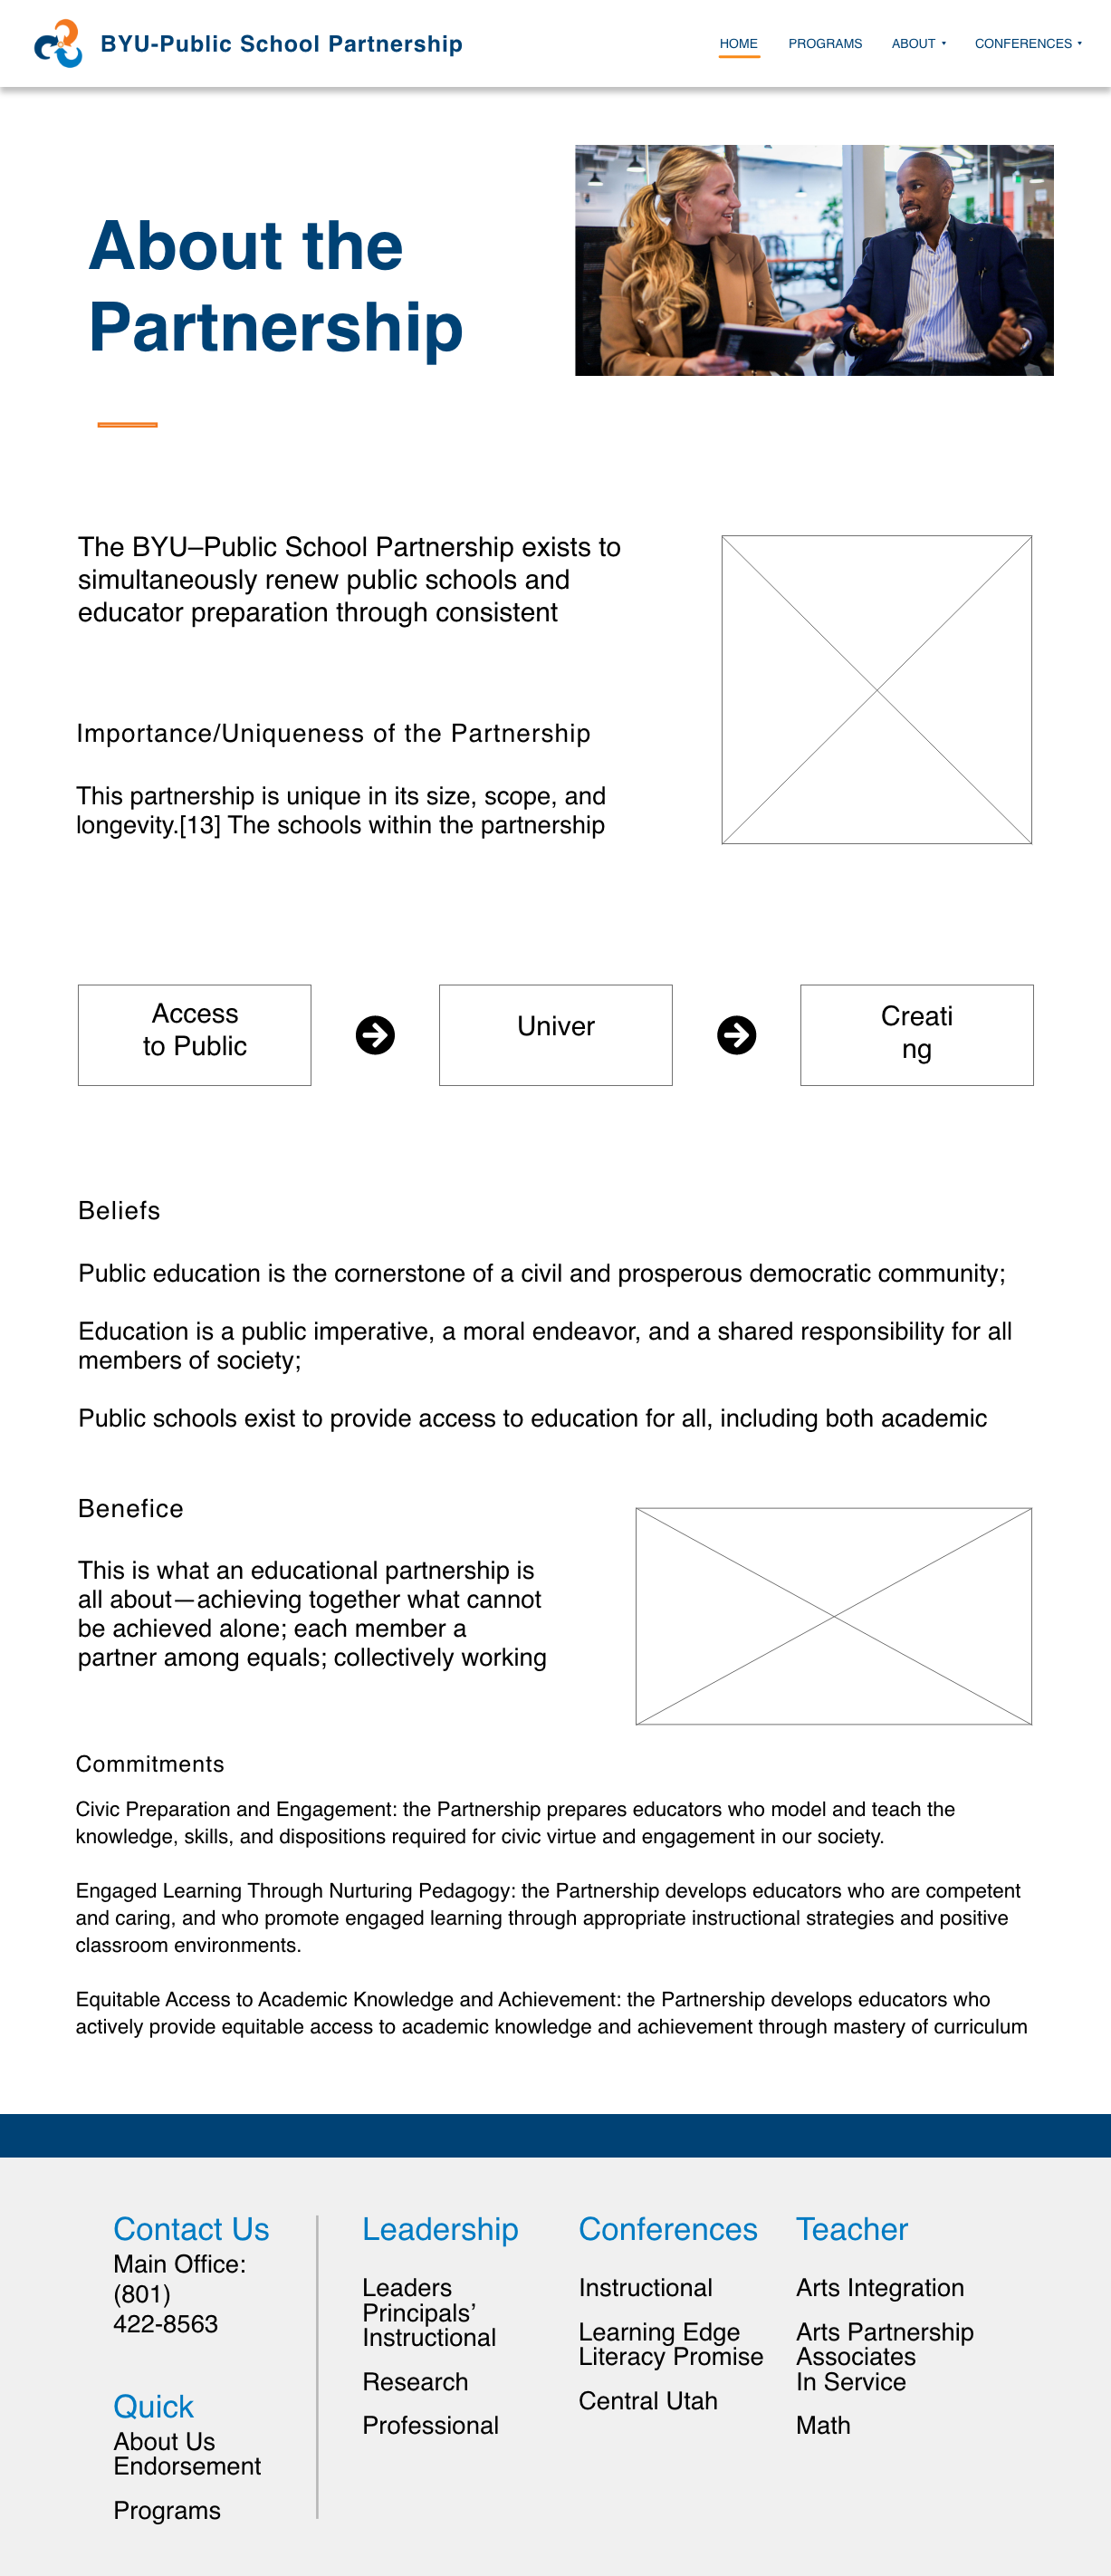 BYU-Public School Partnership
HOME
PROGRAMS
ABOUT
CONFERENCES
About the
Partnership
The BYU–Public School Partnership exists to
simultaneously renew public schools and
educator preparation through consistent
Importance/Uniqueness of the Partnership
This partnership is unique in its size, scope, and
longevity.[13] The schools within the partnership
Access
to Public
Univer
Creati
ng
Beliefs
Public education is the cornerstone of a civil and prosperous democratic community;
Education is a public imperative, a moral endeavor, and a shared responsibility for all
members of society;
Public schools exist to provide access to education for all, including both academic
Benefice
This is what an educational partnership is
all about—achieving together what cannot
be achieved alone; each member a
partner among equals; collectively working
Commitments
Civic Preparation and Engagement: the Partnership prepares educators who model and teach the
knowledge, skills, and dispositions required for civic virtue and engagement in our society.
Engaged Learning Through Nurturing Pedagogy: the Partnership develops educators who are competent
and caring, and who promote engaged learning through appropriate instructional strategies and positive
classroom environments.
Equitable Access to Academic Knowledge and Achievement: the Partnership develops educators who
actively provide equitable access to academic knowledge and achievement through mastery of curriculum
Contact Us
Main Office:
(801)
422-8563
Quick
About Us
Endorsement
Programs
Leadership
Leaders
Principals’
Instructional
Research
Professional
Conferences
Instructional
Learning Edge
Literacy Promise
Central Utah
Teacher
Arts Integration
Arts Partnership
Associates
In Service
Math